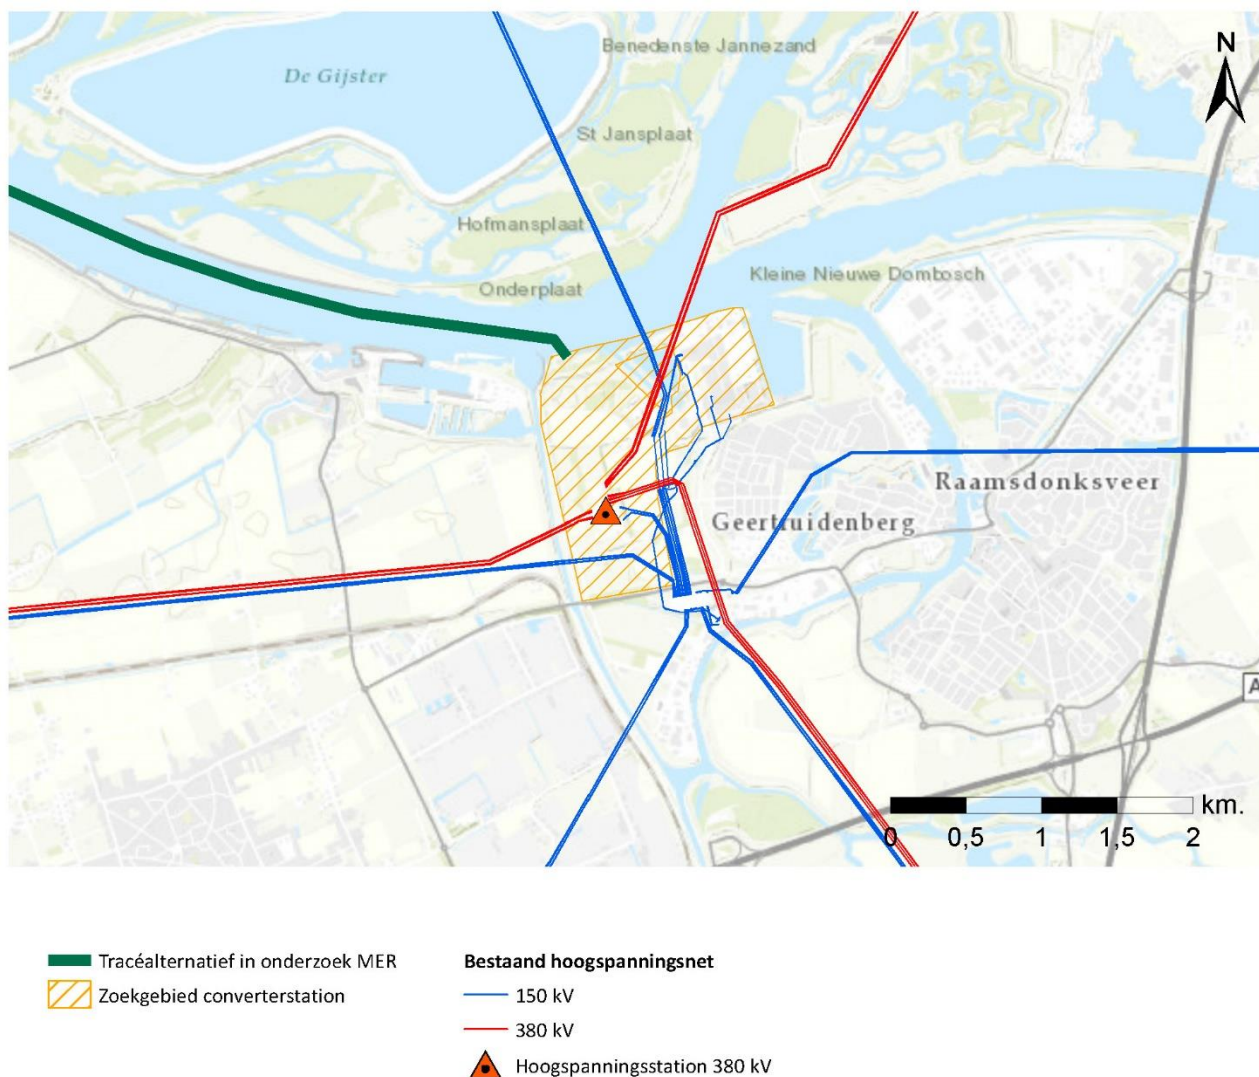 Benedenste Jannezand
N
De Gijster
St Jansplaat
Hofmansplaat
Kleine Nieuwe Dombosch
Onderplaat
Raamsdonksveer
Geertruidenberg
A
km.
0 0,5 1 1,5 2
Tracéalternatief in onderzoek MER
Zoekgebied converterstation
Bestaand hoogspanningsnet
150 kV
380 kV
Hoogspanningsstation 380 kV